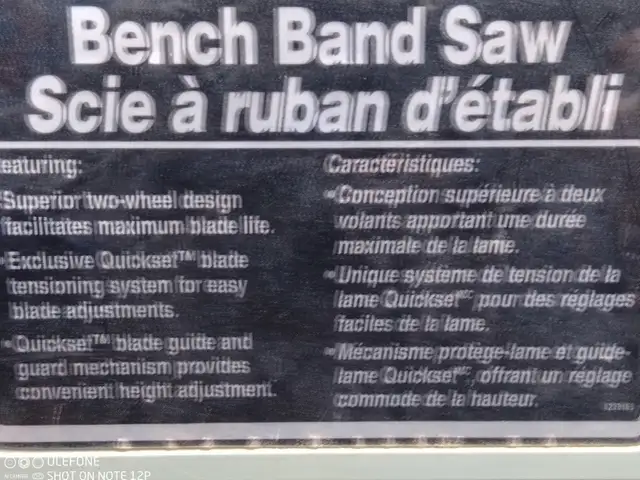 Bench Band Saw
Scie à ruban d'établi
eaturing:
Superior two-wheel design
facilitates maximum blade life.
•Exclusive Quickset™ blade
tensioning system for easy
blade adjustments.
•Quickset™ blade guide and
guard mechanism provides
convenient height adjustment.
Caractéristiques:
•Conception supérieure à deux
volants apportant une durée
maximale de la lame.
•Unique système de tension de la
lame Quickset MC pour des réglages
faciles de la lame.
•Mécanisme protège-lame et guide-
lame Quickset MC, offrant un réglage
commode de la hauteur.
ULEFONE
SHOT ON NOTE 12P